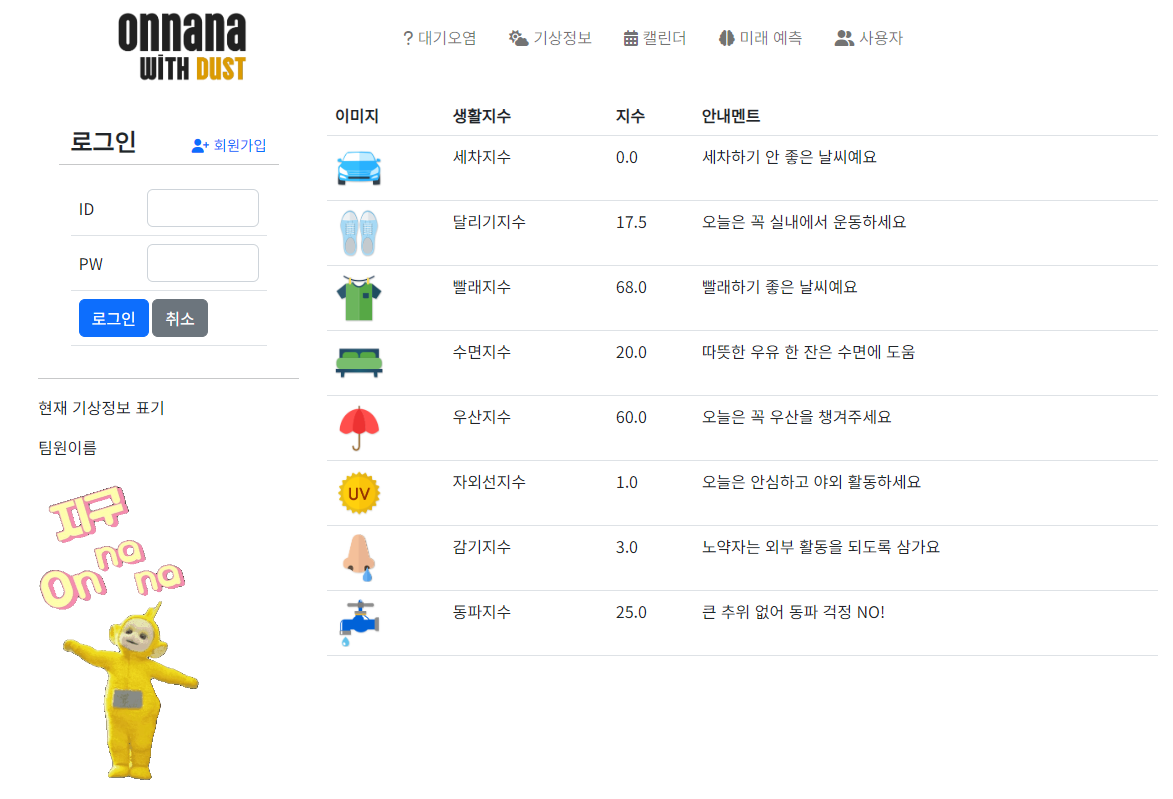 onnana
WITH DUST
? 대기오염 기상정보 캘린더 미래 예측 사용자
로그인 회원가입
ID
PW
로그인 취소
현재 기상정보 표기
팀원이름
피구
On na na
이미지 생활지수 지수 안내멘트
세차지수 0.0 세차하기 안 좋은 날씨예요
달리기지수 17.5 오늘은 꼭 실내에서 운동하세요
빨래지수 68.0 빨래하기 좋은 날씨예요
수면지수 20.0 따뜻한 우유 한 잔은 수면에 도움
우산지수 60.0 오늘은 꼭 우산을 챙겨주세요
UV 자외선지수 1.0 오늘은 안심하고 야외 활동하세요
감기지수 3.0 노약자는 외부 활동을 되도록 삼가요
동파지수 25.0 큰 추위 없어 동파 걱정 NO!